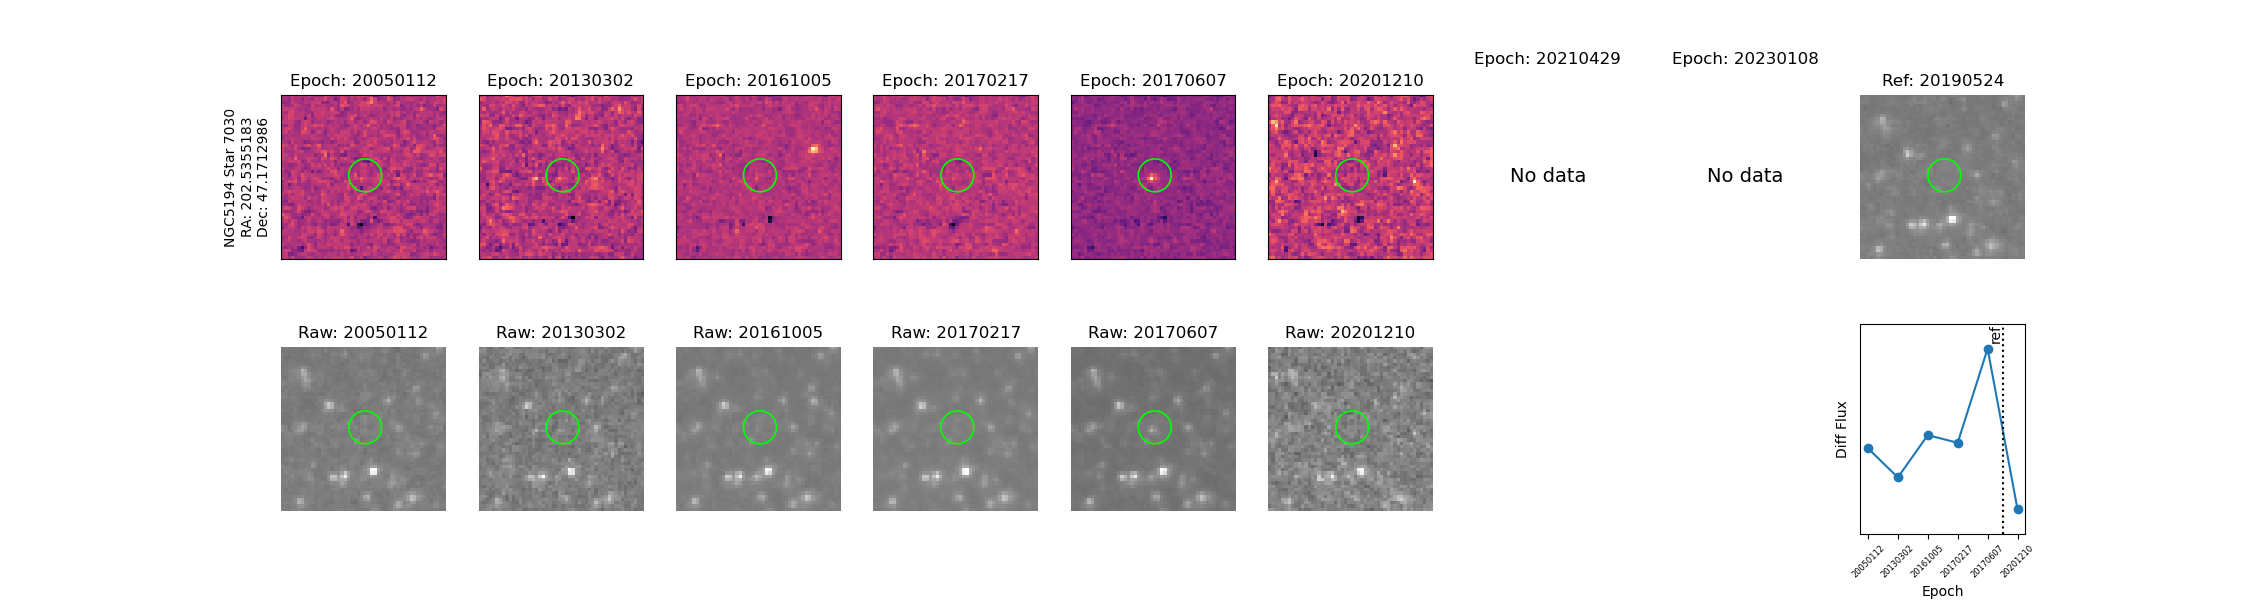 Epoch: 20050112
Epoch: 20130302
Epoch: 20161005
Epoch: 20170217
Epoch: 20170607
Epoch: 20201210
Epoch: 20210429
Epoch: 20230108
Ref: 20190524
NGC5194 Star 7030
RA: 202.5355183
Dec: 47.1712986
No data
No data
Raw: 20050112
Raw: 20130302
Raw: 20161005
Raw: 20170217
Raw: 20170607
Raw: 20201210
ref
Diff Flux
20050112
20130302
20161005
20170217
20170607
20201210
Epoch